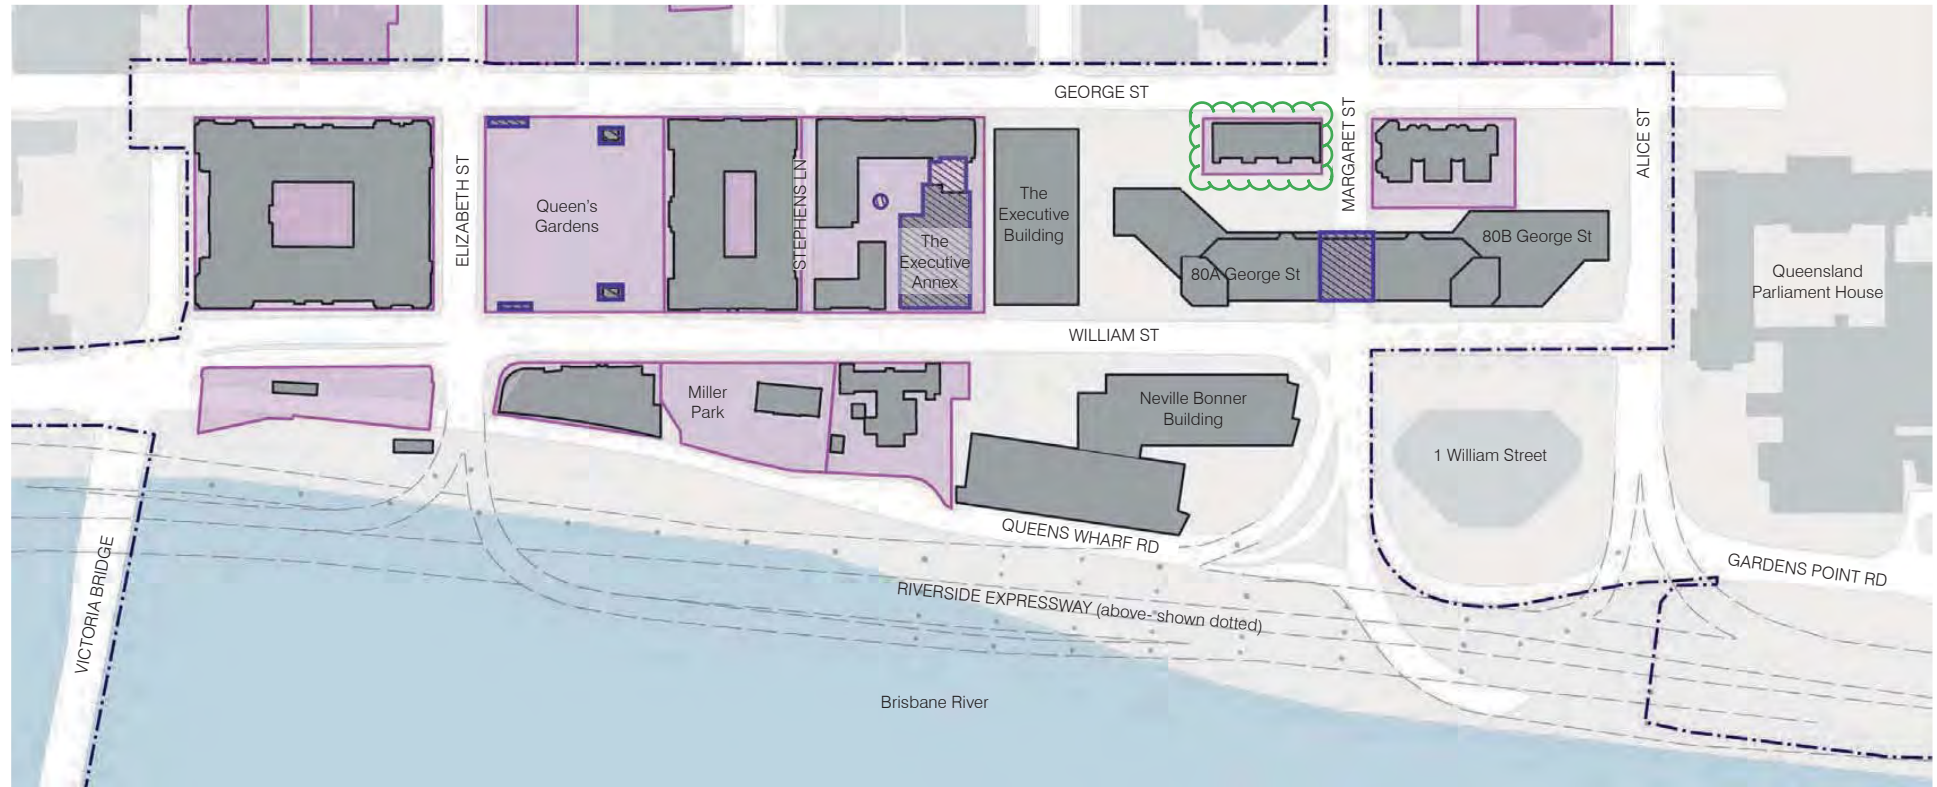 GEORGE ST
MARGARET ST
ALICE ST
ELIZABETH ST
Queen's
Gardens
STEPHENS LN
The
Executive
Annex
The
Executive
Building
80A George St
80B George St
Queensland
Parliament House
WILLIAM ST
Miller
Park
Neville Bonner
Building
1 William Street
QUEENS WHARF RD
GARDENS POINT RD
VICTORIA BRIDGE
RIVERSIDE EXPRESSWAY (above- shown dotted)
Brisbane River